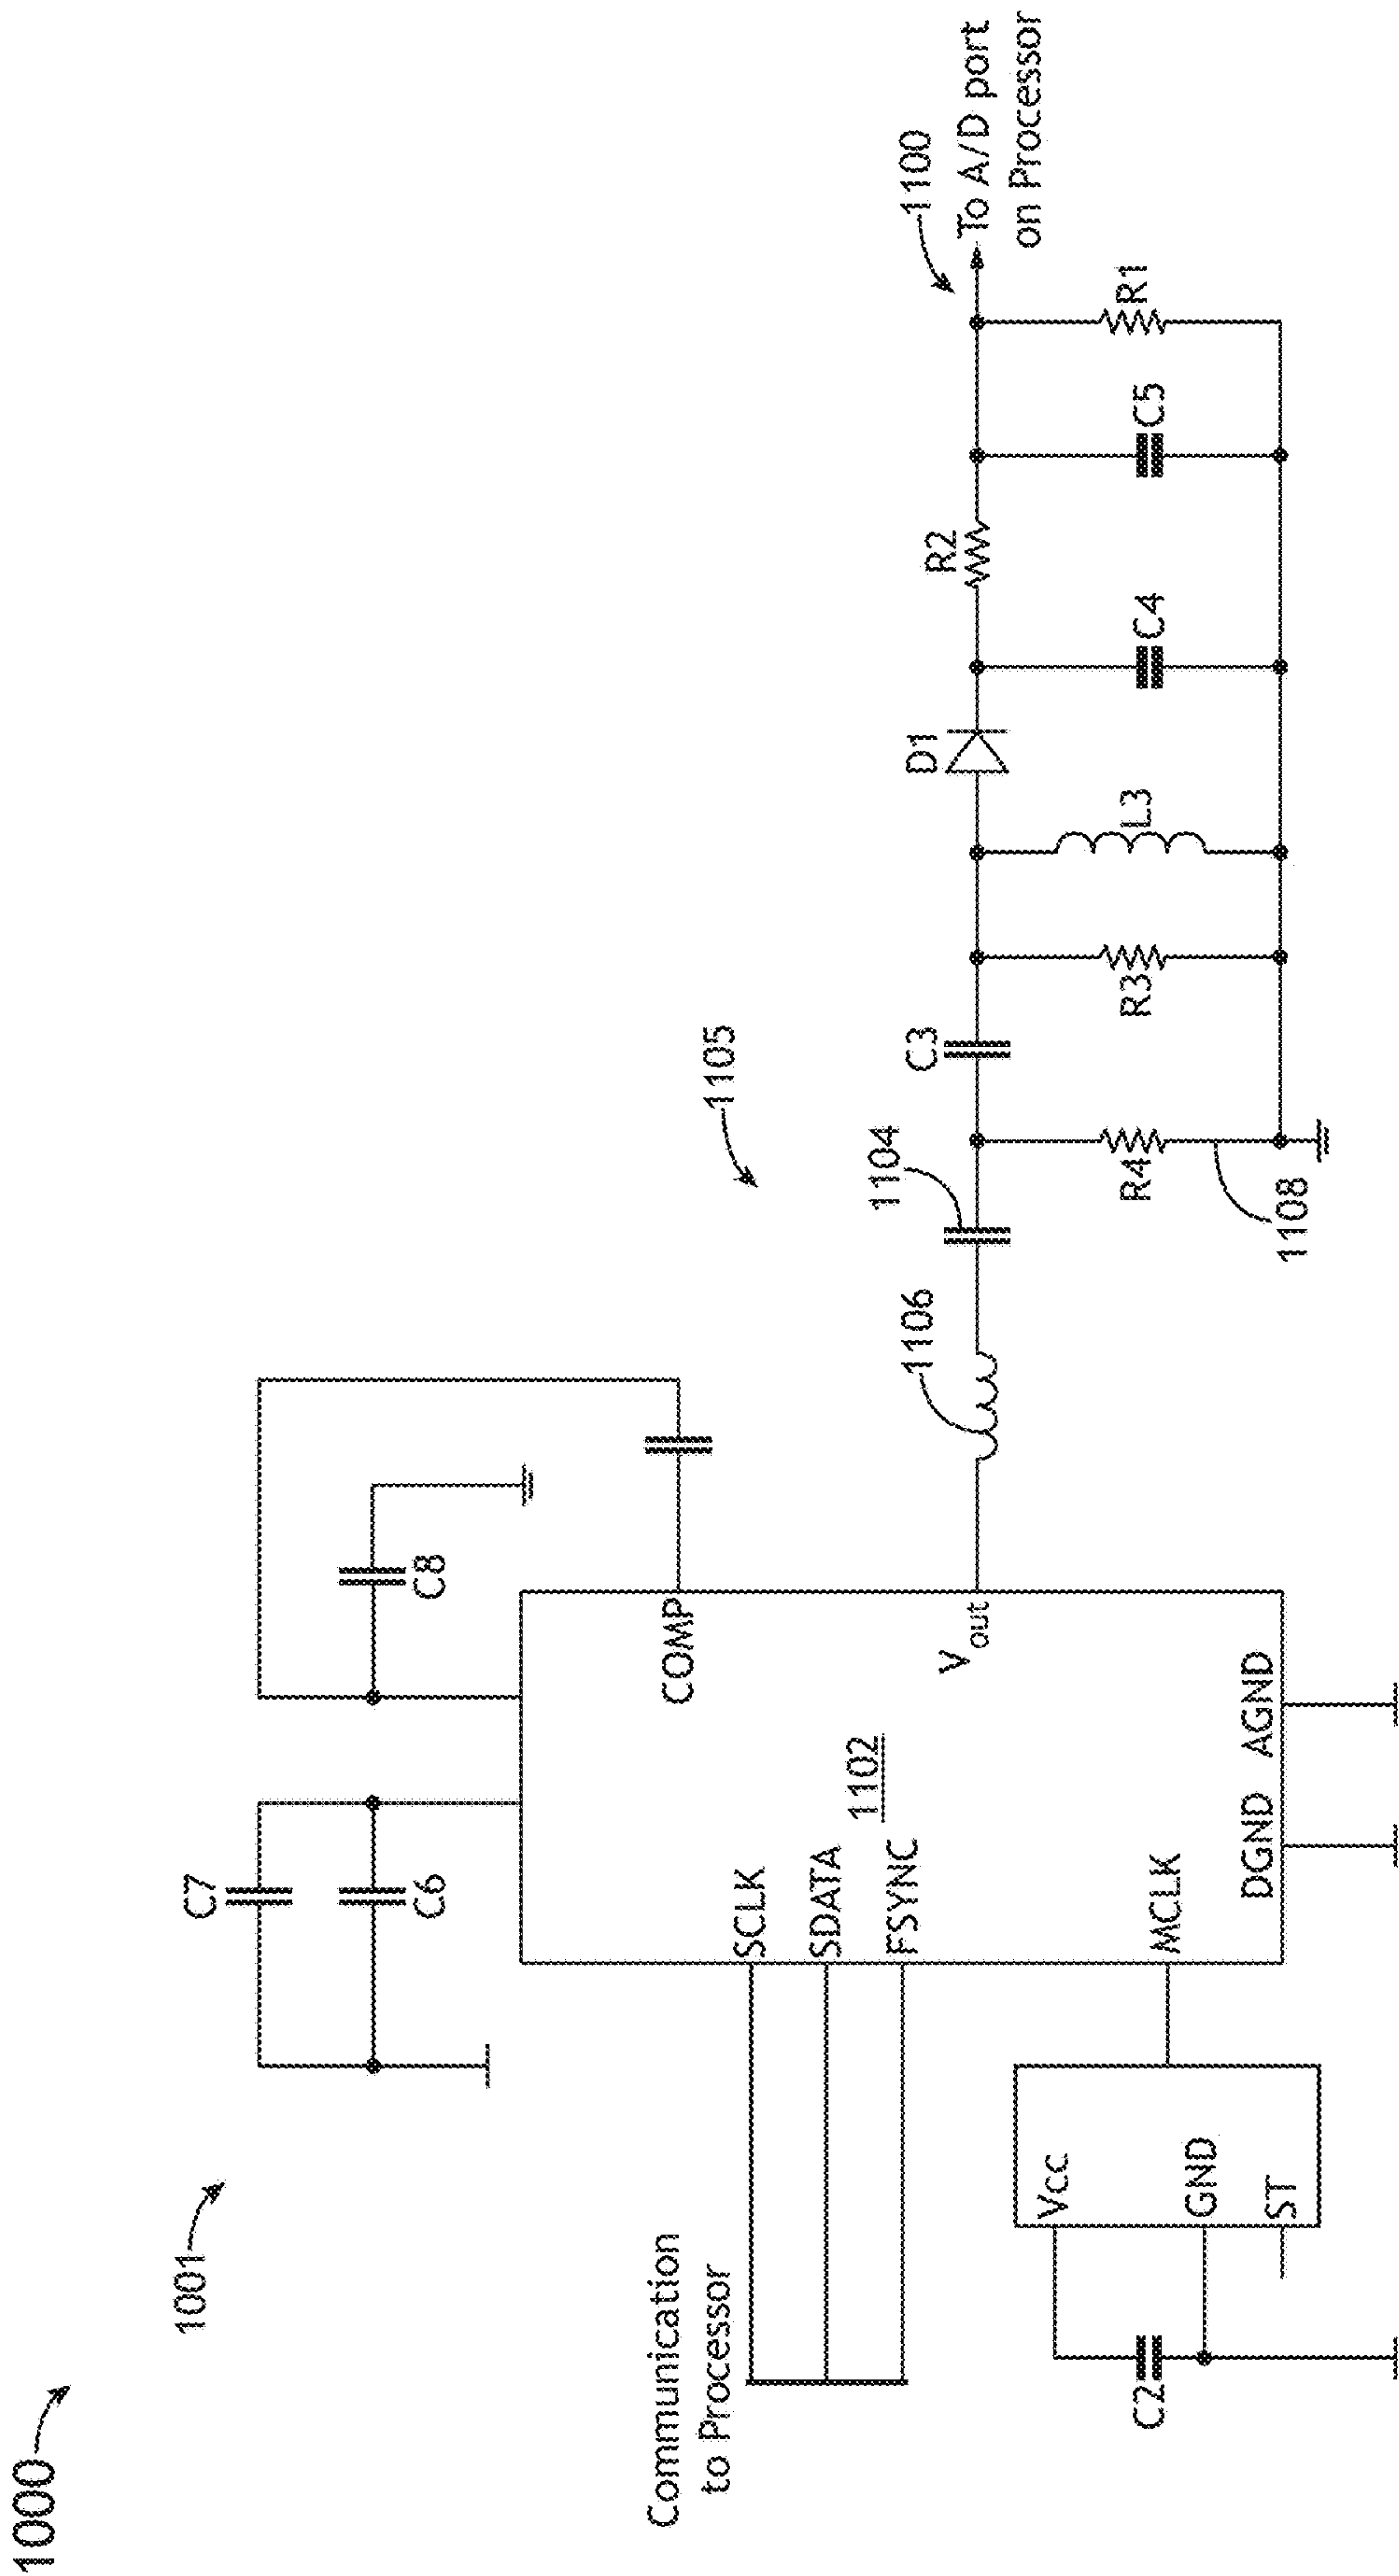 1000
1001
C7
C6
C8
COMP
SCLK
SDATA
FSYNC
1102
Vout
MCLK
DGND
AGND
Communication
to Processor
Vcc
GND
ST
C2
1105
1106
1104
C3
R4
1108
R3
L3
D1
C4
R2
C5
R1
1100
To A/D port
on Processor